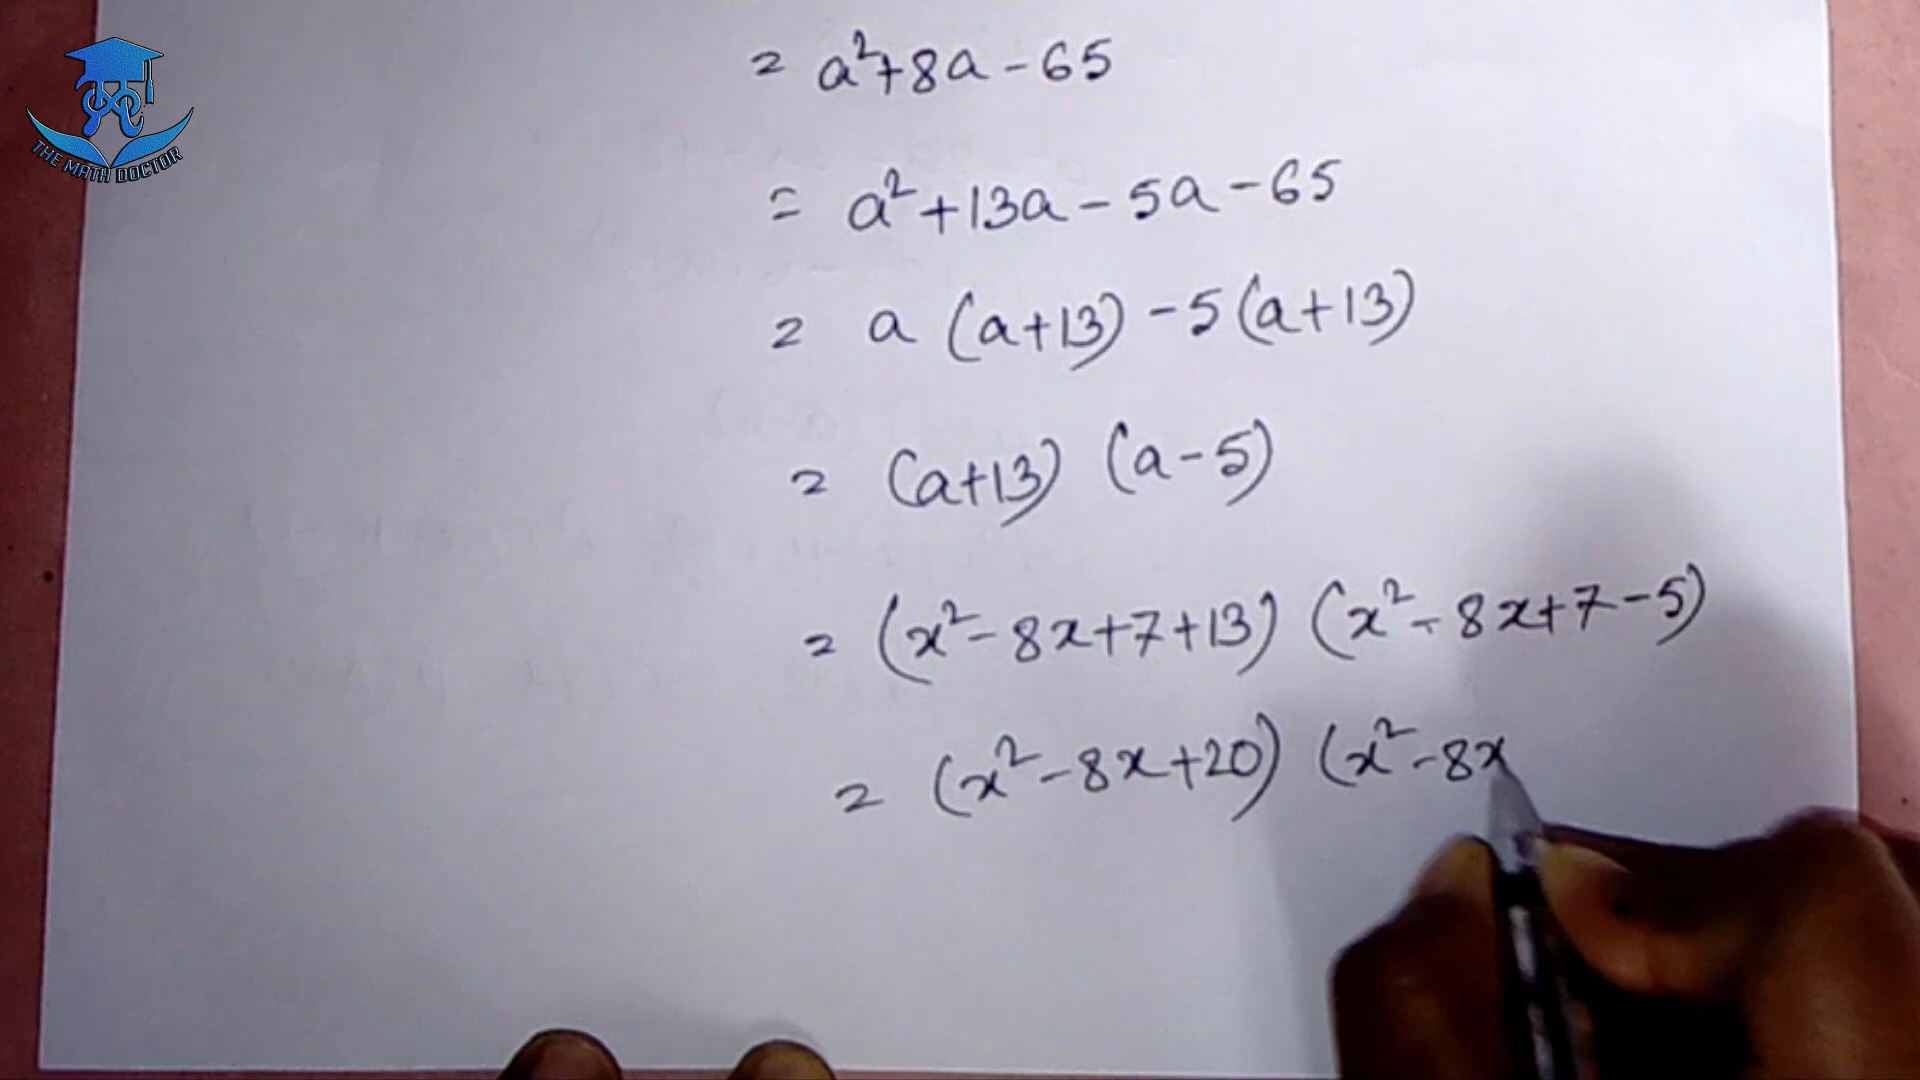 THE MATH DOCTOR
= a²+8a-65
= a²+13a-5a-65
= a (a+13) -5(a+13)
= (a+13) (a-5)
= (x²-8x+7+13) (x²-8x+7-5)
= (x²-8x+20) (x²-8x